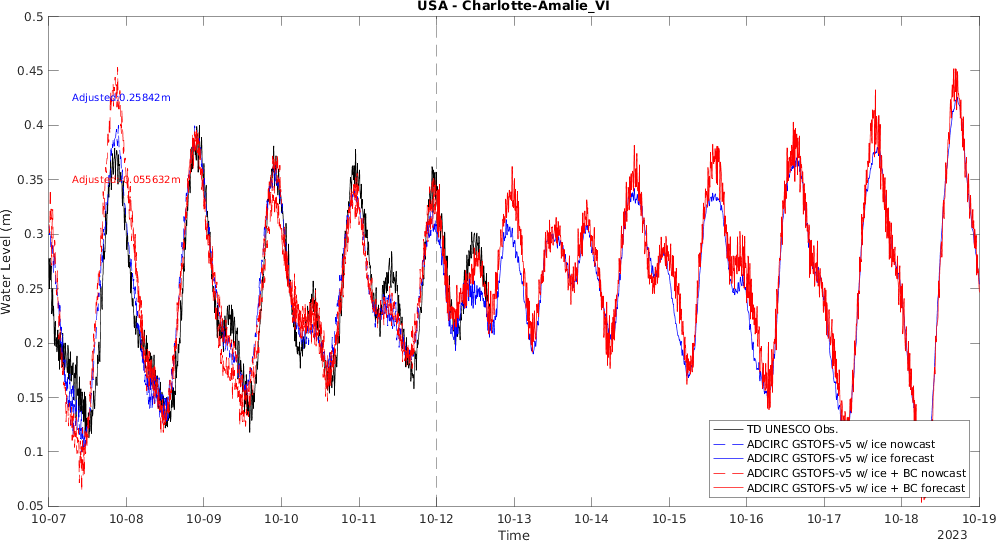 USA - Charlotte-Amalie_VI
0.5
0.45
0.4
0.35
0.3
0.25
0.2
0.15
0.1
0.05
Water Level (m)
Adjusted 0.25842m
Adjusted 0.055632m
TD UNESCO Obs.
ADCIRC GSTOFS-v5 w/ ice nowcast
ADCIRC GSTOFS-v5 w/ ice forecast
ADCIRC GSTOFS-v5 w/ ice + BC nowcast
ADCIRC GSTOFS-v5 w/ ice + BC forecast
10-07 10-08 10-09 10-10 10-11 10-12 10-13 10-14 10-15 10-16 10-17 10-18 10-19
Time
2023